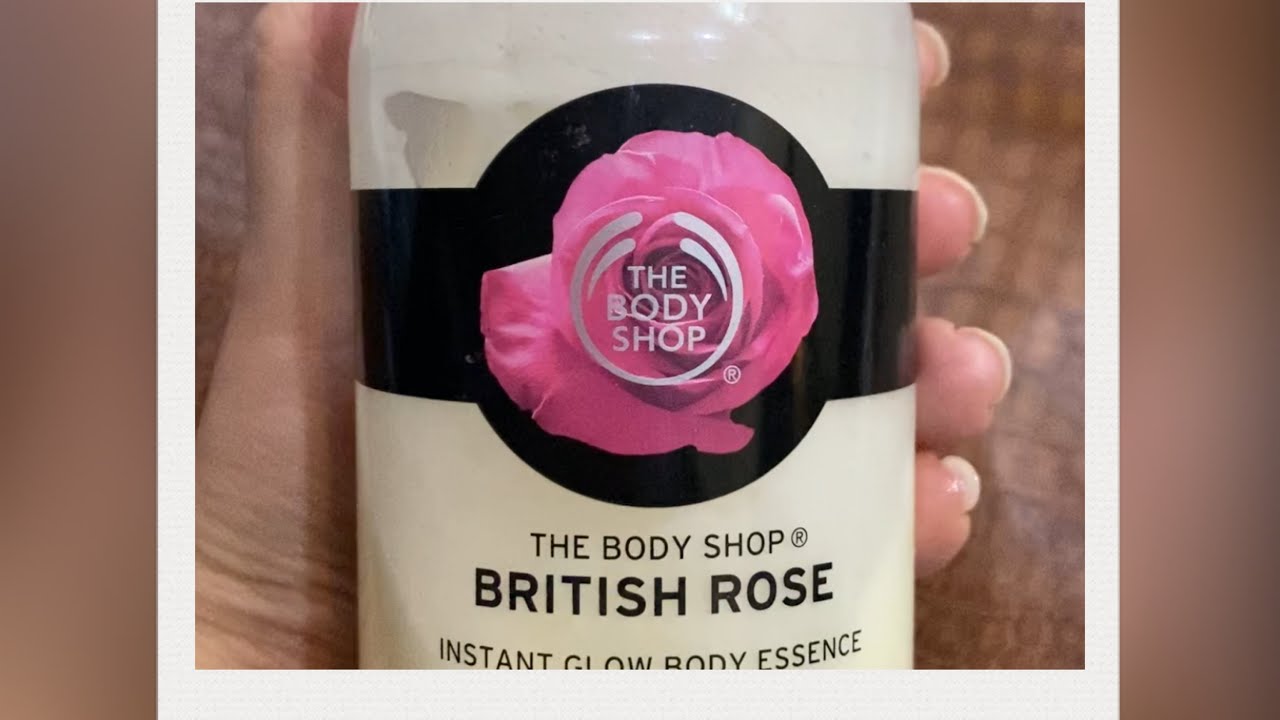 THE
BODY
SHOP
®
THE BODY SHOP®
BRITISH ROSE
INSTANT GLOW BODY ESSENCE